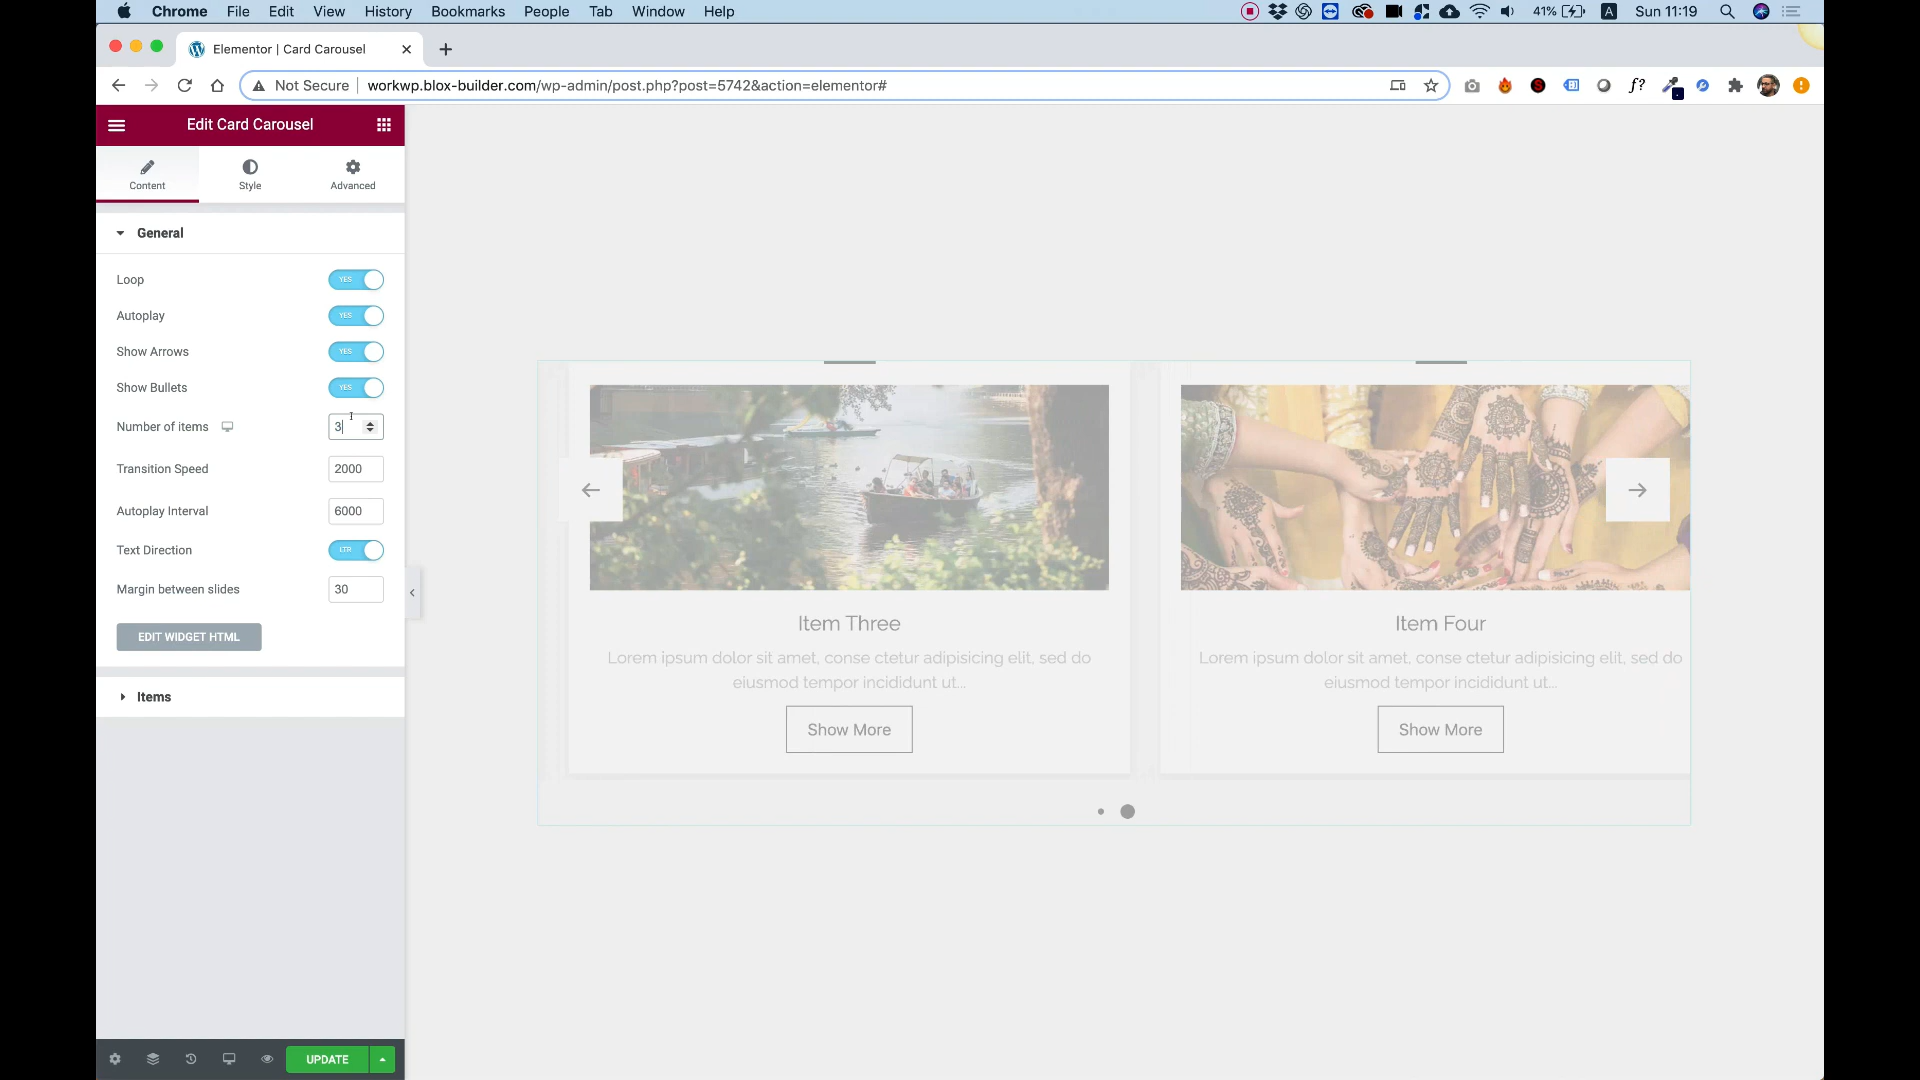 Chrome File Edit View History Bookmarks People Tab Window Help 41% A Sun 11:19
Elementor | Card Carousel
Not Secure workwp.blox-builder.com/wp-admin/post.php?post=5742&action=elementor# f?
Edit Card Carousel
Content Style Advanced
General
Loop YES
Autoplay YES
Show Arrows YES
Show Bullets YES
Number of items 3
Transition Speed 2000
Autoplay Interval 6000
Text Direction LTR
Margin between slides 30
EDIT WIDGET HTML
Items
UPDATE
Item Three
Lorem ipsum dolor sit amet, conse ctetur adipisicing elit, sed do
eiusmod tempor incididunt ut...
Show More
Item Four
Lorem ipsum dolor sit amet, conse ctetur adipisicing elit, sed do
eiusmod tempor incididunt ut...
Show More